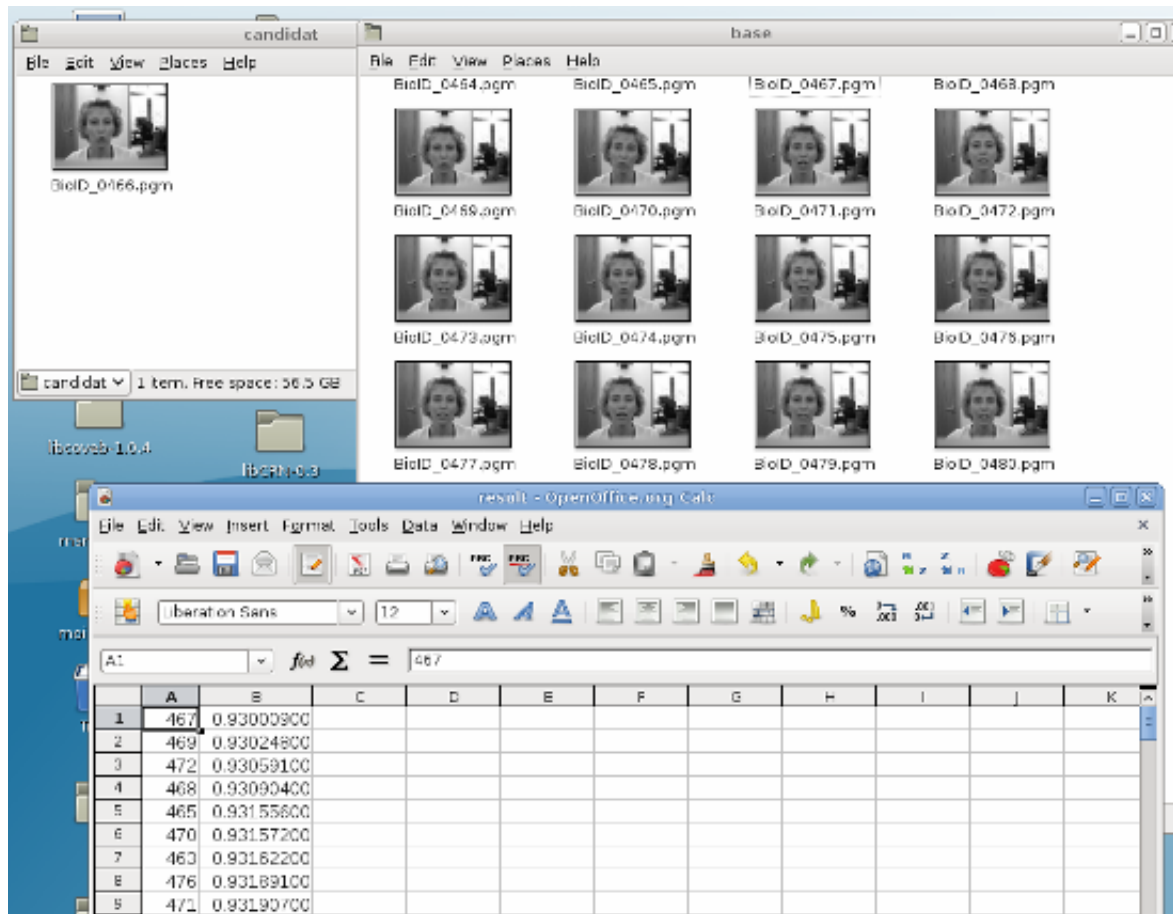 candidat
File Edit View Places Help
BioID_0466.pgm
candidat
1 item, Free space: 56.5 GB
base
File Edit View Places Help
BioID_0464.pgm BioID_0465.pgm BioID_0467.pgm BioID_0468.pgm
BioID_0469.pgm BioID_0470.pgm BioID_0471.pgm BioID_0472.pgm
BioID_0473.pgm BioID_0474.pgm BioID_0475.pgm BioID_0476.pgm
BioID_0477.pgm BioID_0478.pgm BioID_0479.pgm BioID_0480.pgm
result - OpenOffice.org Calc
File Edit View Insert Format Tools Data Window Help
Liberation Sans 12
A1 467
A B C D E F G H I J K
1 467 0.93000900
2 469 0.93024800
3 472 0.93059100
4 468 0.93090400
5 465 0.93155600
6 470 0.93157200
7 463 0.93182200
8 476 0.93189100
9 471 0.93190700